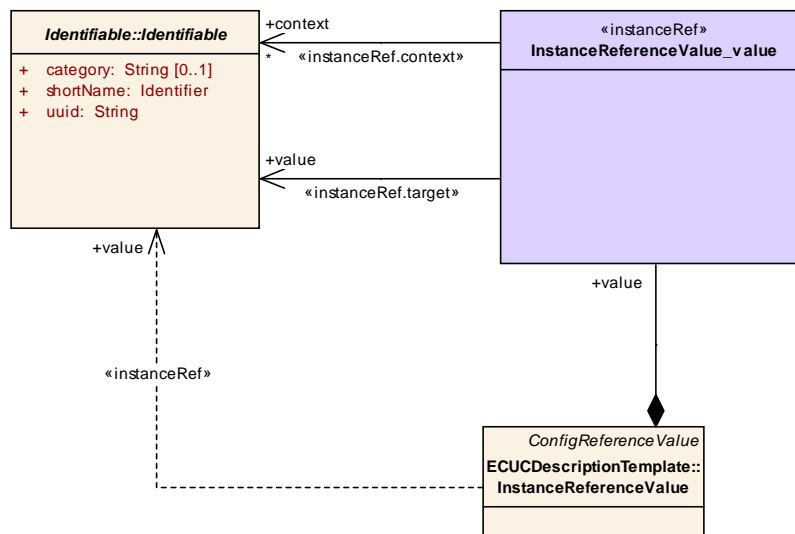 Identifiable::Identifiable
+ category: String [0..1]
+ shortName: Identifier
+ uuid: String
+context
*
«instanceRef.context»
«instanceRef»
InstanceReferenceValue_value
+value
«instanceRef.target»
+value
+value
«instanceRef»
ConfigReferenceValue
ECUCDescriptionTemplate::
InstanceReferenceValue